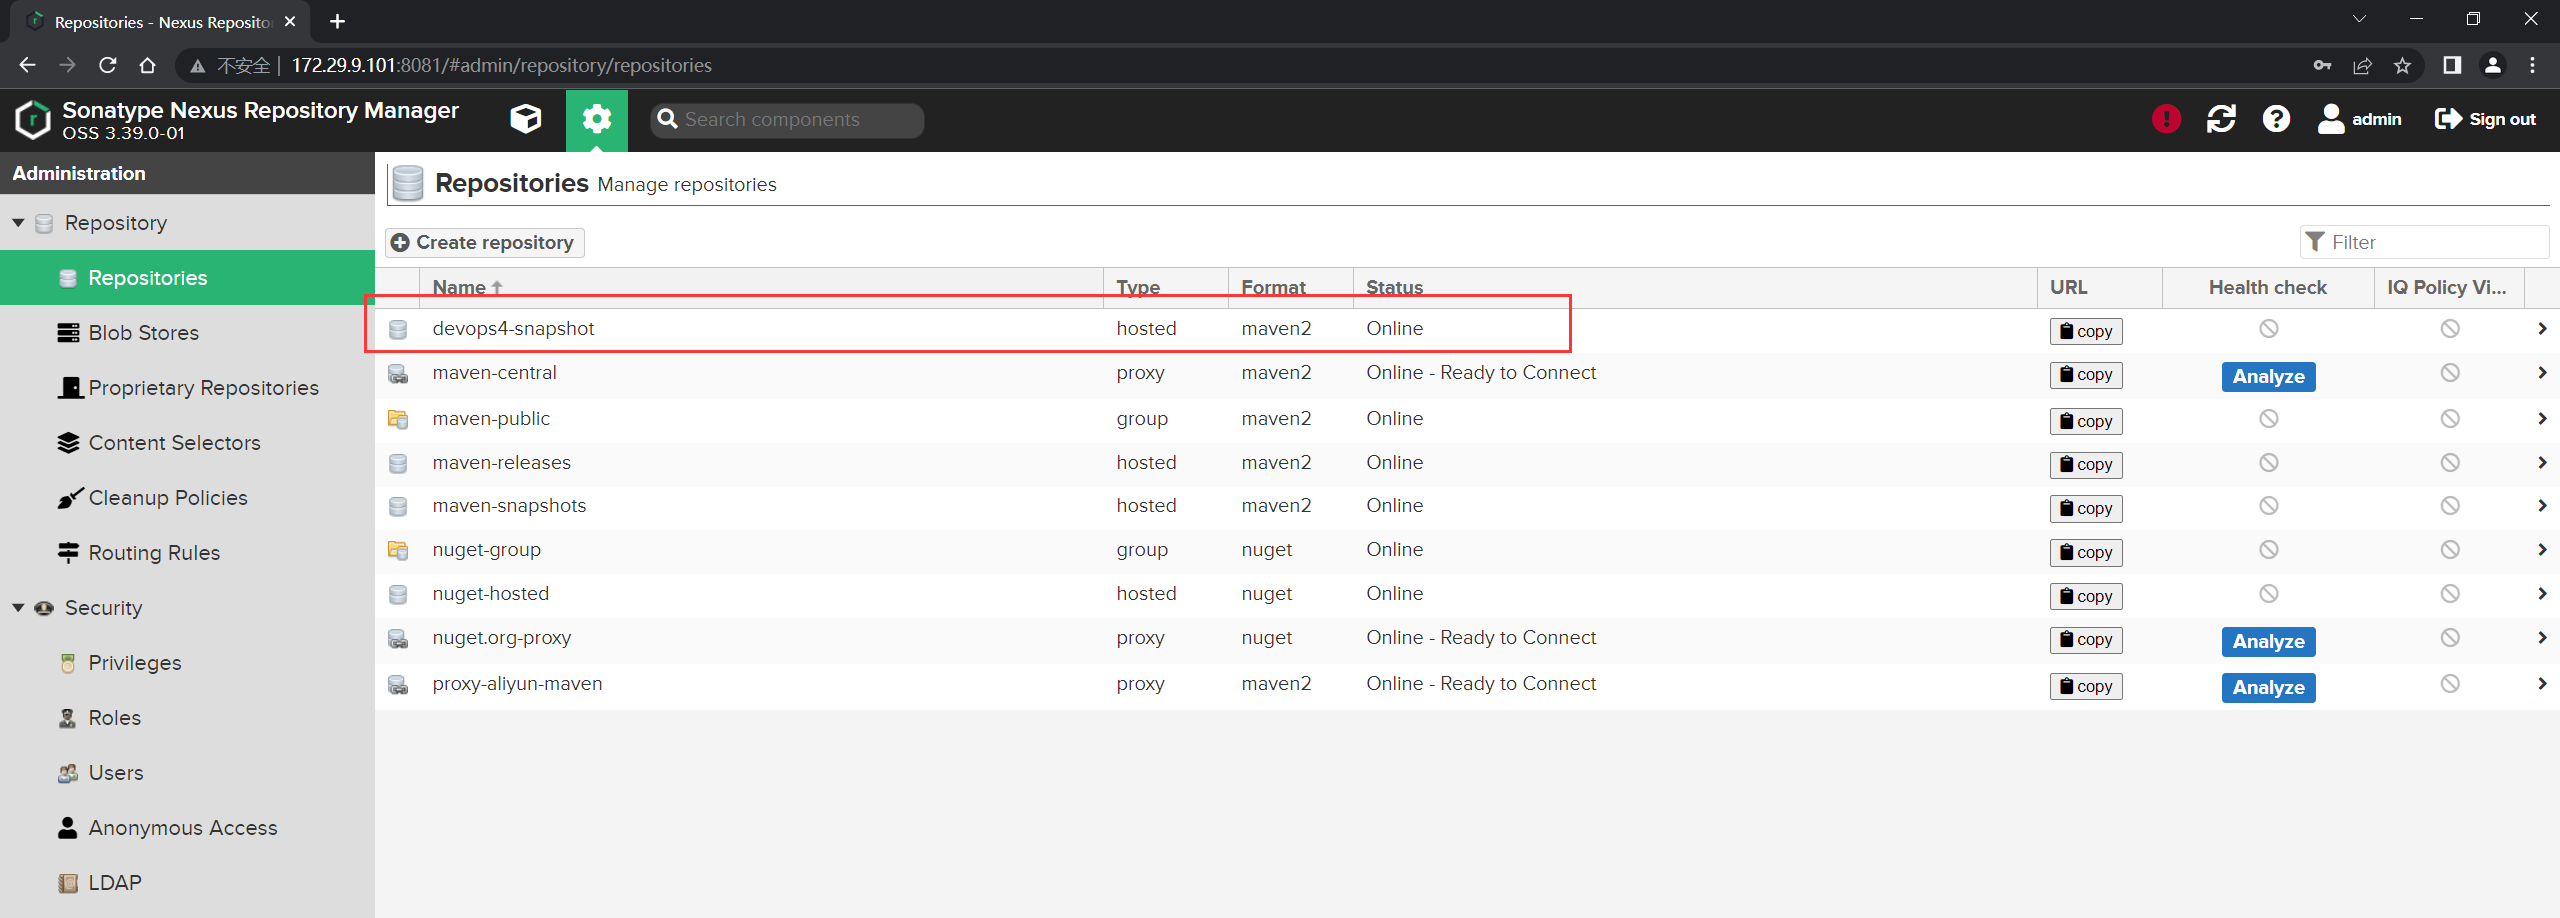 Repositories - Nexus Reposito
不安全 | 172.29.9.101:8081/#admin/repository/repositories
Sonatype Nexus Repository Manager
OSS 3.39.0-01
Search components
admin
Sign out
Administration
Repository
Repositories
Blob Stores
Proprietary Repositories
Content Selectors
Cleanup Policies
Routing Rules
Security
Privileges
Roles
Users
Anonymous Access
LDAP
Repositories Manage repositories
Create repository
Filter
Name Type Format Status URL Health check IQ Policy Vi...
devops4-snapshot hosted maven2 Online copy
maven-central proxy maven2 Online - Ready to Connect copy Analyze
maven-public group maven2 Online copy
maven-releases hosted maven2 Online copy
maven-snapshots hosted maven2 Online copy
nuget-group group nuget Online copy
nuget-hosted hosted nuget Online copy
nuget.org-proxy proxy nuget Online - Ready to Connect copy Analyze
proxy-aliyun-maven proxy maven2 Online - Ready to Connect copy Analyze